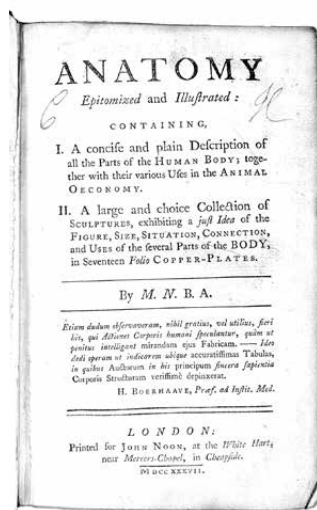 ANATOMY
Epitomized and Illuſtrated:
CONTAINING,
I. A conciſe and plain Deſcription of
all the Parts of the HUMAN BODY; toge-
ther with their various Uſes in the ANIMAL
OECONOMY.
II. A large and choice Collection of
SCULPTURES, exhibiting a juſt Idea of the
FIGURE, SIZE, SITUATION, CONNECTION,
and USES of the ſeveral Parts of the BODY,
in Seventeen Folio COPPER-PLATES.
By M. N. B. A.
Etiam dudum obſervaveram, nihil gratius, vel utilius, fieri
his, qui Actiones Corporis humani ſpeculantur, quàm ut
penitus intelligant mirandam ejus Fabricam. —— Ideo
dedi operam ut indicarem ubique accuratiſſimas Tabulas,
in quibus Auctorum in his principum ſincera ſapientia
Corporis Structuram veriſſimè depinxerat.
H. BOERHAAVE, Præf. ad Inſtit. Med.
LONDON:
Printed for JOHN NOON, at the White Hart,
near Mercers-Chapel, in Cheapſide.
MDCCXXXVII.